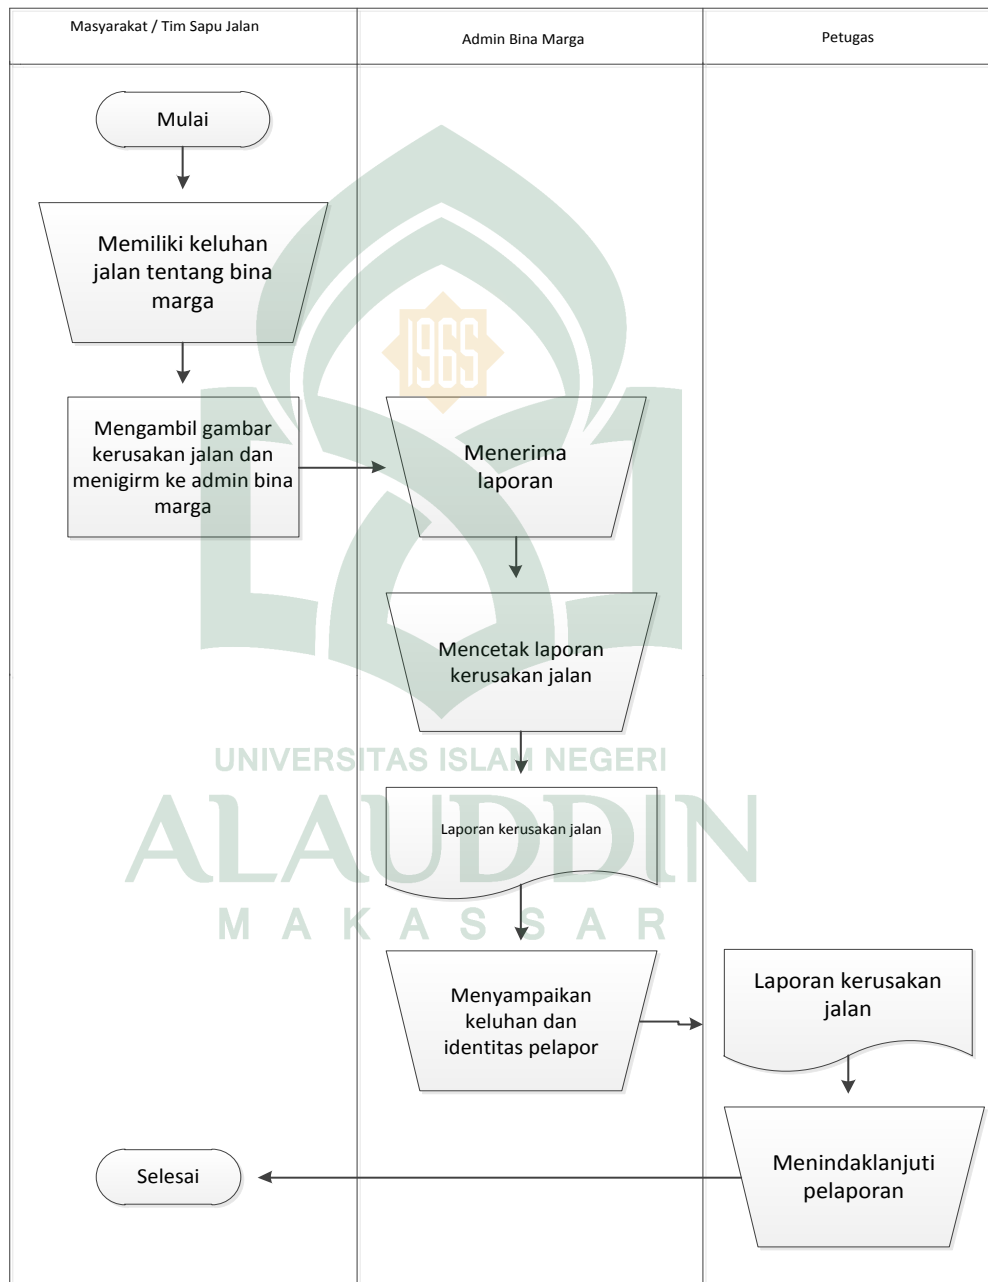 Masyarakat / Tim Sapu Jalan
Admin Bina Marga
Petugas
Mulai
Memiliki keluhan
jalan tentang bina
marga
Mengambil gambar
kerusakan jalan dan
menigirm ke admin bina
marga
Menerima
laporan
1965
Mencetak laporan
kerusakan jalan
UNIVERSITAS ISLAM NEGERI
ALAUDDIN
MAKASSAR
Laporan kerusakan jalan
Menyampaikan
keluhan dan
identitas pelapor
Laporan kerusakan
jalan
Menindaklanjuti
pelaporan
Selesai